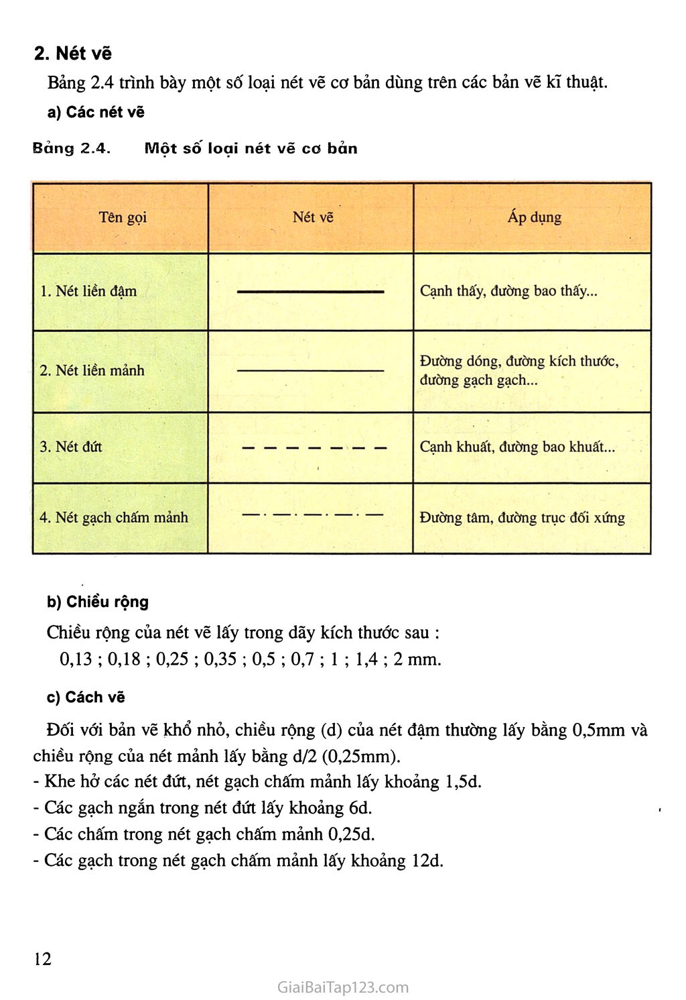 2. Nét vẽ
Bảng 2.4 trình bày một số loại nét vẽ cơ bản dùng trên các bản vẽ kĩ thuật.
a) Các nét vẽ
Bảng 2.4. Một số loại nét vẽ cơ bản
Tên gọi Nét vẽ Áp dụng
1. Nét liền đậm Cạnh thấy, đường bao thấy...
2. Nét liền mảnh Đường dóng, đường kích thước,
đường gạch gạch...
3. Nét đứt Cạnh khuất, đường bao khuất...
4. Nét gạch chấm mảnh Đường tâm, đường trục đối xứng
b) Chiều rộng
Chiều rộng của nét vẽ lấy trong dãy kích thước sau :
0,13 ; 0,18 ; 0,25 ; 0,35 ; 0,5 ; 0,7 ; 1 ; 1,4 ; 2 mm.
c) Cách vẽ
Đối với bản vẽ khổ nhỏ, chiều rộng (d) của nét đậm thường lấy bằng 0,5mm và
chiều rộng của nét mảnh lấy bằng d/2 (0,25mm).
- Khe hở các nét đứt, nét gạch chấm mảnh lấy khoảng 1,5d.
- Các gạch ngắn trong nét đứt lấy khoảng 6d.
- Các chấm trong nét gạch chấm mảnh 0,25d.
- Các gạch trong nét gạch chấm mảnh lấy khoảng 12d.
12
GiaiBaiTap123.com